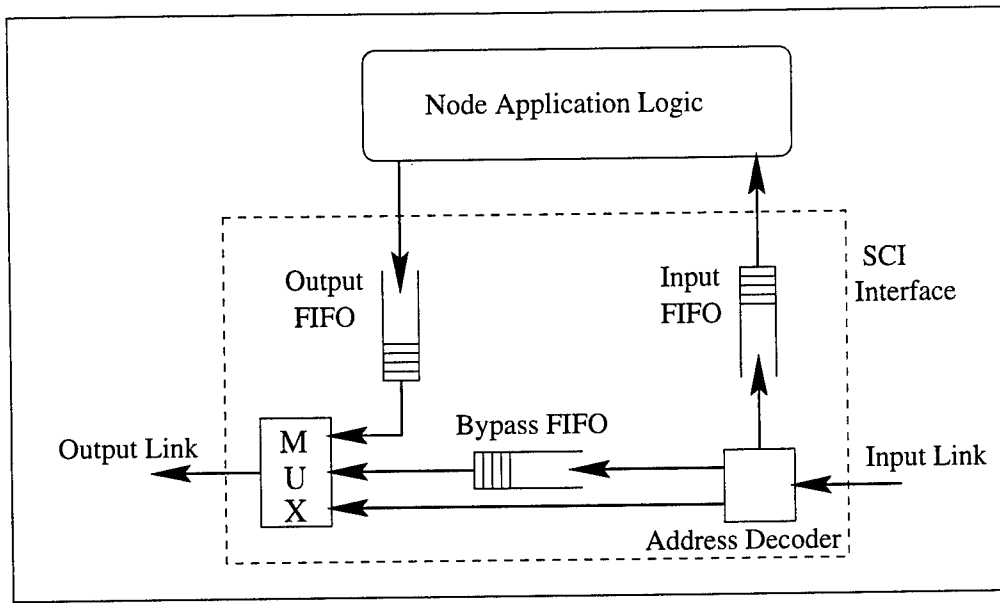 Node Application Logic
Output
FIFO
Input
FIFO
SCI
Interface
Bypass FIFO
Output Link
M
U
X
Input Link
Address Decoder